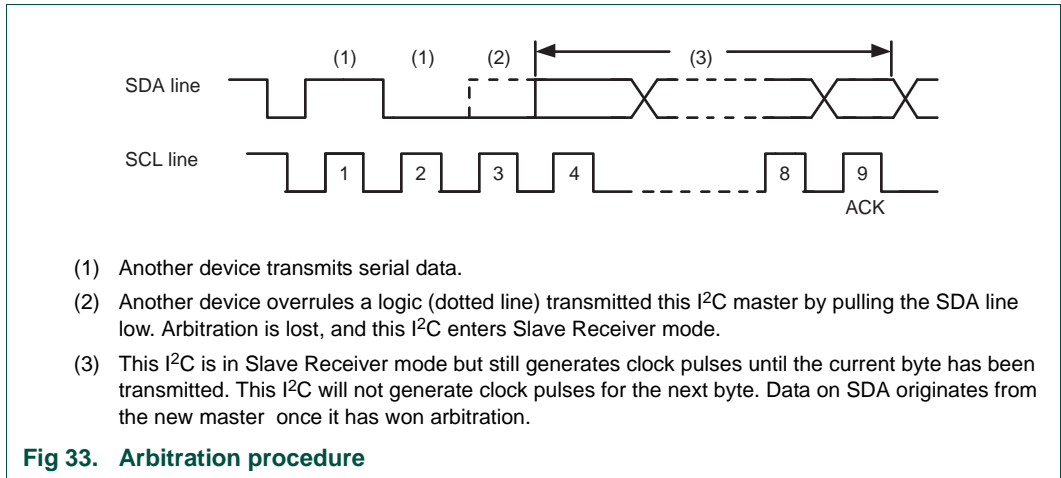 (1) (1) (2) (3)
SDA line
SCL line
1 2 3 4 8 9
ACK
(1) Another device transmits serial data.
(2) Another device overrules a logic (dotted line) transmitted this I2C master by pulling the SDA line
low. Arbitration is lost, and this I2C enters Slave Receiver mode.
(3) This I2C is in Slave Receiver mode but still generates clock pulses until the current byte has been
transmitted. This I2C will not generate clock pulses for the next byte. Data on SDA originates from
the new master once it has won arbitration.
Fig 33. Arbitration procedure